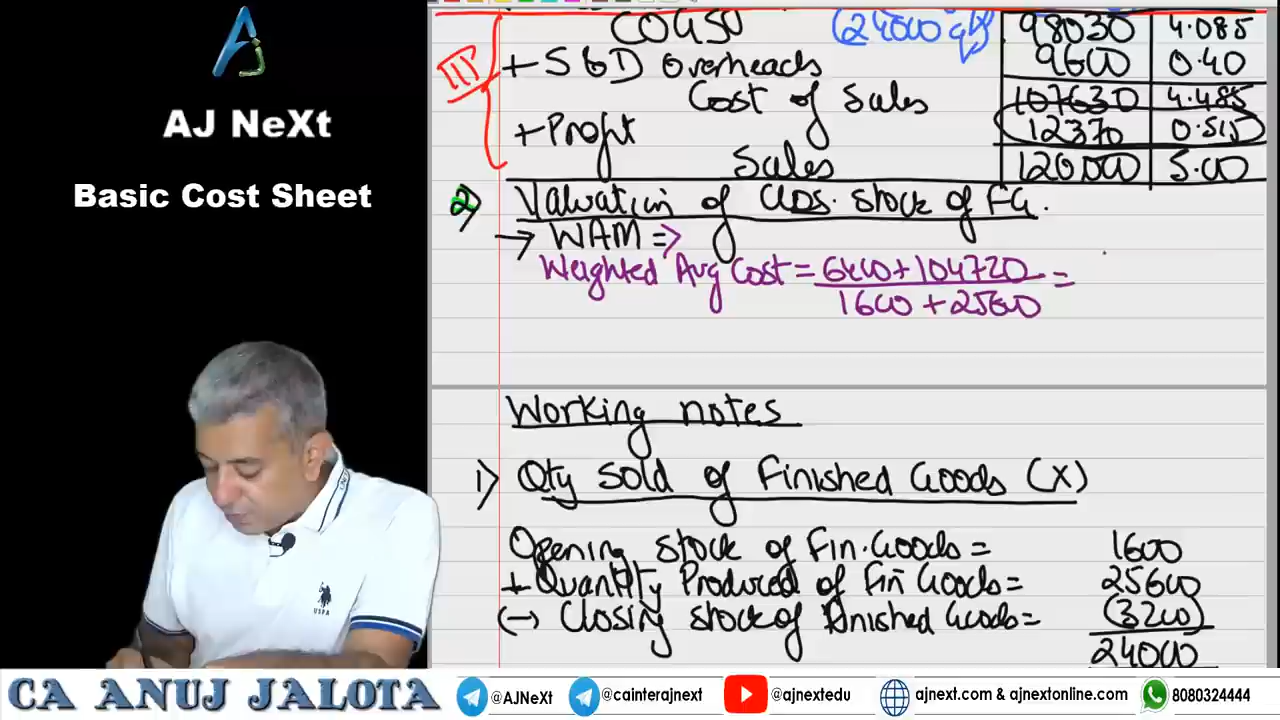 AJ NeXt
Basic Cost Sheet
III
COGSD (24000 qty) 98030 4.085
+ S&D Overheads 9600 0.40
Cost of Sales 107630 4.485
+ Profit 12370 0.515
Sales 120000 5.00
2) Valuation of Clos. stock of FG.
→ WAM ⇒
Weighted Avg Cost = 6400 + 104720 =
1600 + 25600
Working notes
1) Qty sold of Finished Goods (X)
Opening stock of Fin. Goods = 1600
+ Quantity Produced of Fin Goods = 25600
(-) Closing stock of finished Goods = (3200)
24000
CA ANUJ JALOTA @AJNeXt @cainterajnext @ajnextedu ajnext.com & ajnextonline.com 8080324444
USPA